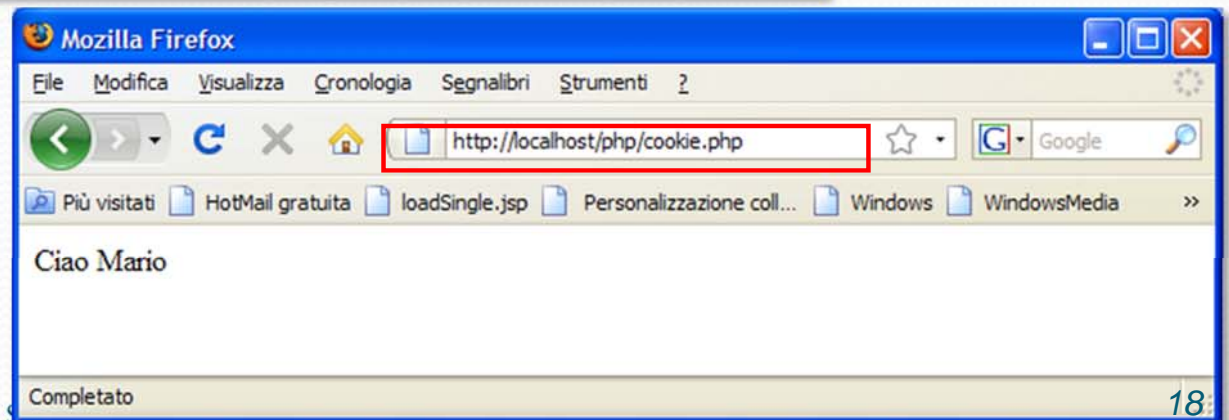 Mozilla Firefox
File Modifica Visualizza Cronologia Segnalibri Strumenti ?
http://localhost/php/cookie.php
G Google
Più visitati HotMail gratuita loadSingle.jsp Personalizzazione coll... Windows WindowsMedia »
Ciao Mario
Completato
18